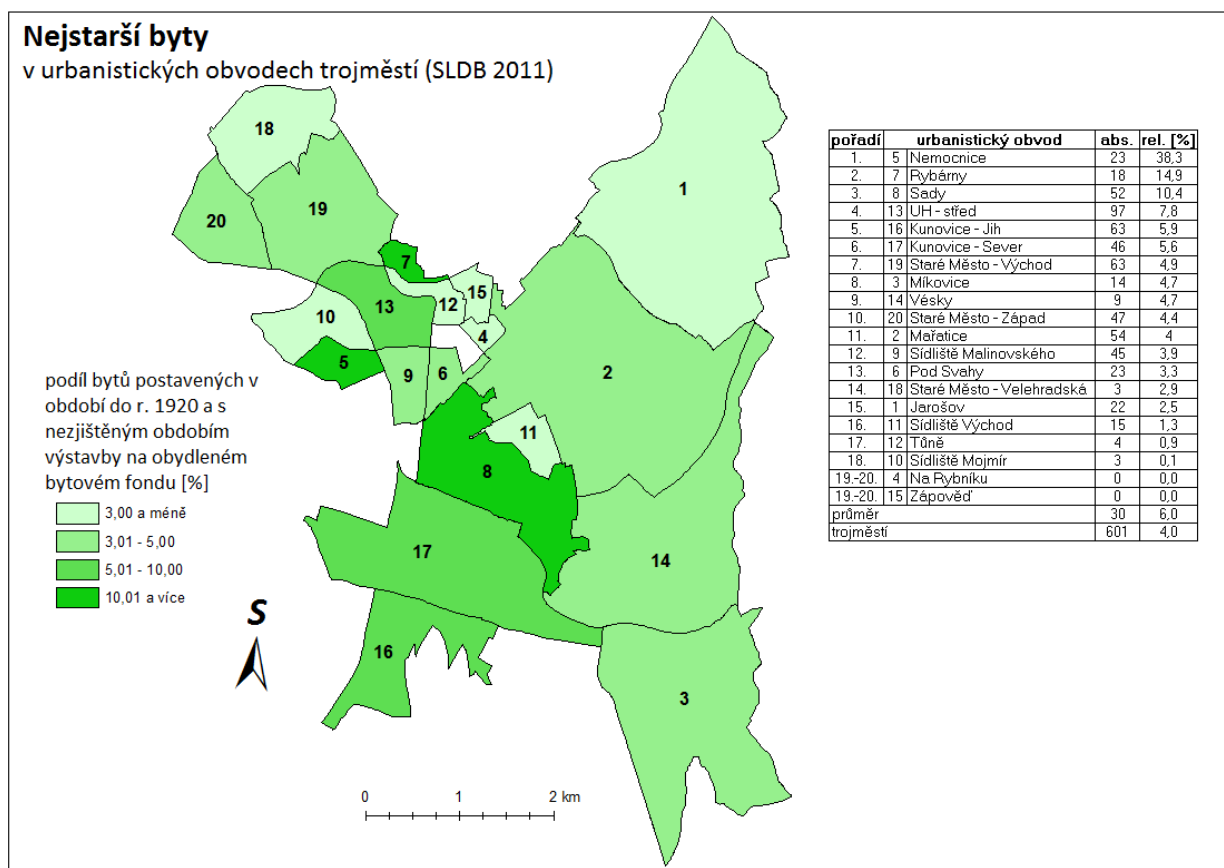 Nejstarší byty
v urbanistických obvodech trojměstí (SLDB 2011)
18
1
20
19
7
15
12
13
10
4
5
9
6
2
11
8
17
14
16
3
podíl bytů postavených v
období do r. 1920 a s
nezjištěným obdobím
výstavby na obydleném
bytovém fondu [%]
3,00 a méně
3,01 - 5,00
5,01 - 10,00
10,01 a více
S
0 1 2 km
pořadí urbanistický obvod abs. rel. [%]
1. 5 Nemocnice 23 38,3
2. 7 Rybárny 18 14,9
3. 8 Sady 52 10,4
4. 13 UH - střed 97 7,8
5. 16 Kunovice - Jih 63 5,9
6. 17 Kunovice - Sever 46 5,6
7. 19 Staré Město - Východ 63 4,9
8. 3 Míkovice 14 4,7
9. 14 Vésky 9 4,7
10. 20 Staré Město - Západ 47 4,4
11. 2 Mařatice 54 4
12. 9 Sídliště Malinovského 45 3,9
13. 6 Pod Svahy 23 3,3
14. 18 Staré Město - Velehradská 3 2,9
15. 1 Jarošov 22 2,5
16. 11 Sídliště Východ 15 1,3
17. 12 Tůně 4 0,9
18. 10 Sídliště Mojmír 3 0,1
19.-20. 4 Na Rybníku 0 0,0
19.-20. 15 Zápověď 0 0,0
průměr 30 6,0
trojměstí 601 4,0